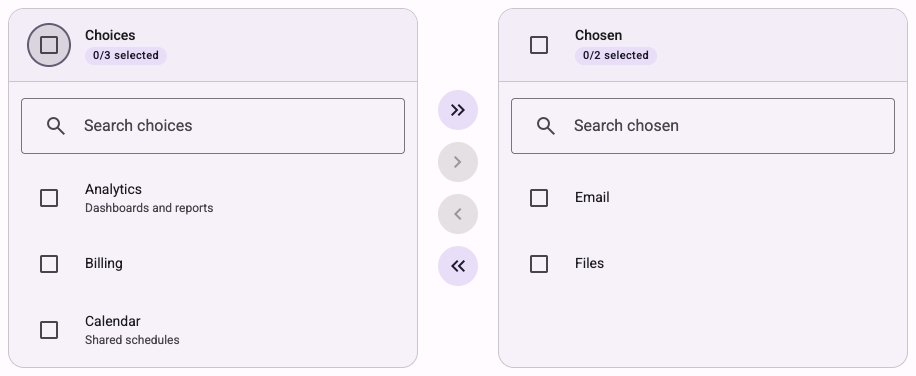 Choices
0/3 selected
Search choices
Analytics
Dashboards and reports
Billing
Calendar
Shared schedules
Chosen
0/2 selected
Search chosen
Email
Files